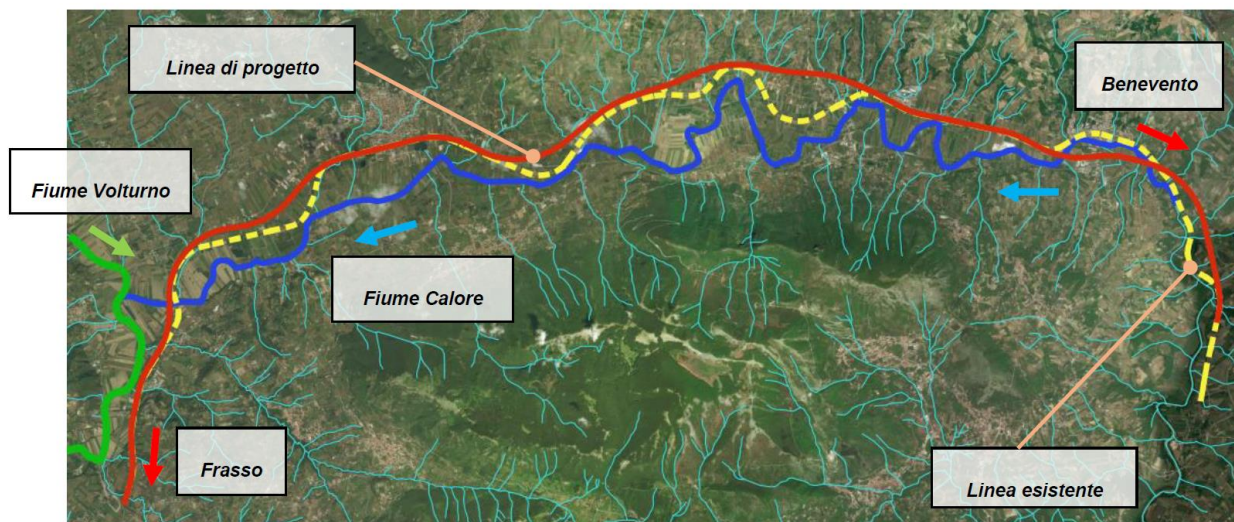 Linea di progetto
Benevento
Fiume Volturno
Fiume Calore
Frasso
Linea esistente